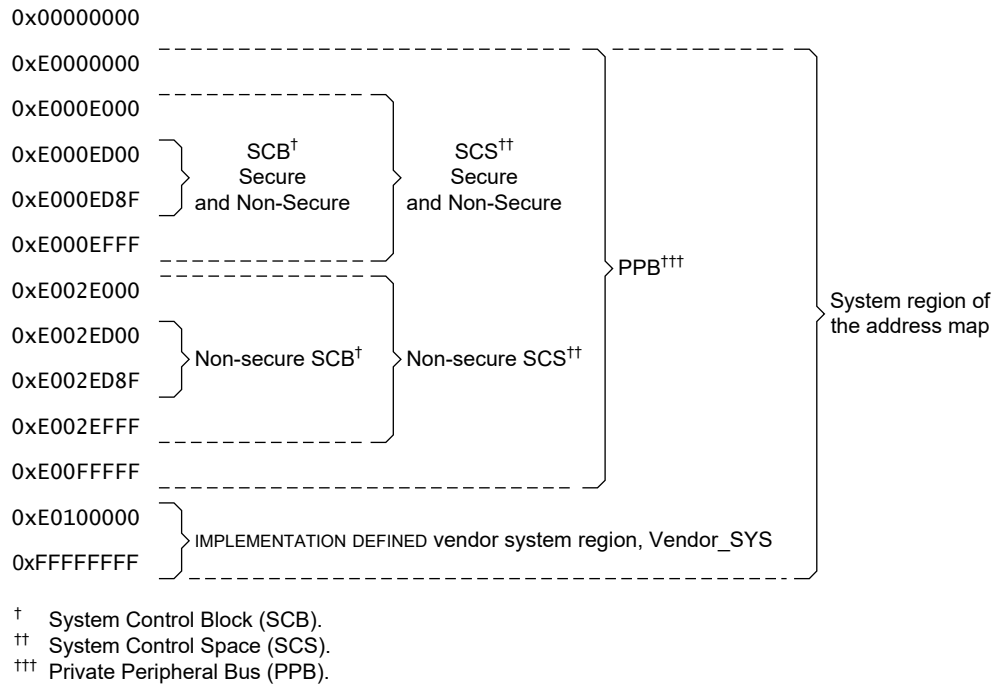 0x00000000
0xE0000000
0xE000E000
0xE000ED00
0xE000ED8F
0xE000EFFF
0xE002E000
0xE002ED00
0xE002ED8F
0xE002EFFF
0xE00FFFFF
0xE0100000
0xFFFFFFFF
SCB†
Secure
and Non-Secure
SCS††
Secure
and Non-Secure
Non-secure SCB†
Non-secure SCS††
PPB†††
System region of
the address map
IMPLEMENTATION DEFINED vendor system region, Vendor_SYS
† System Control Block (SCB).
†† System Control Space (SCS).
††† Private Peripheral Bus (PPB).